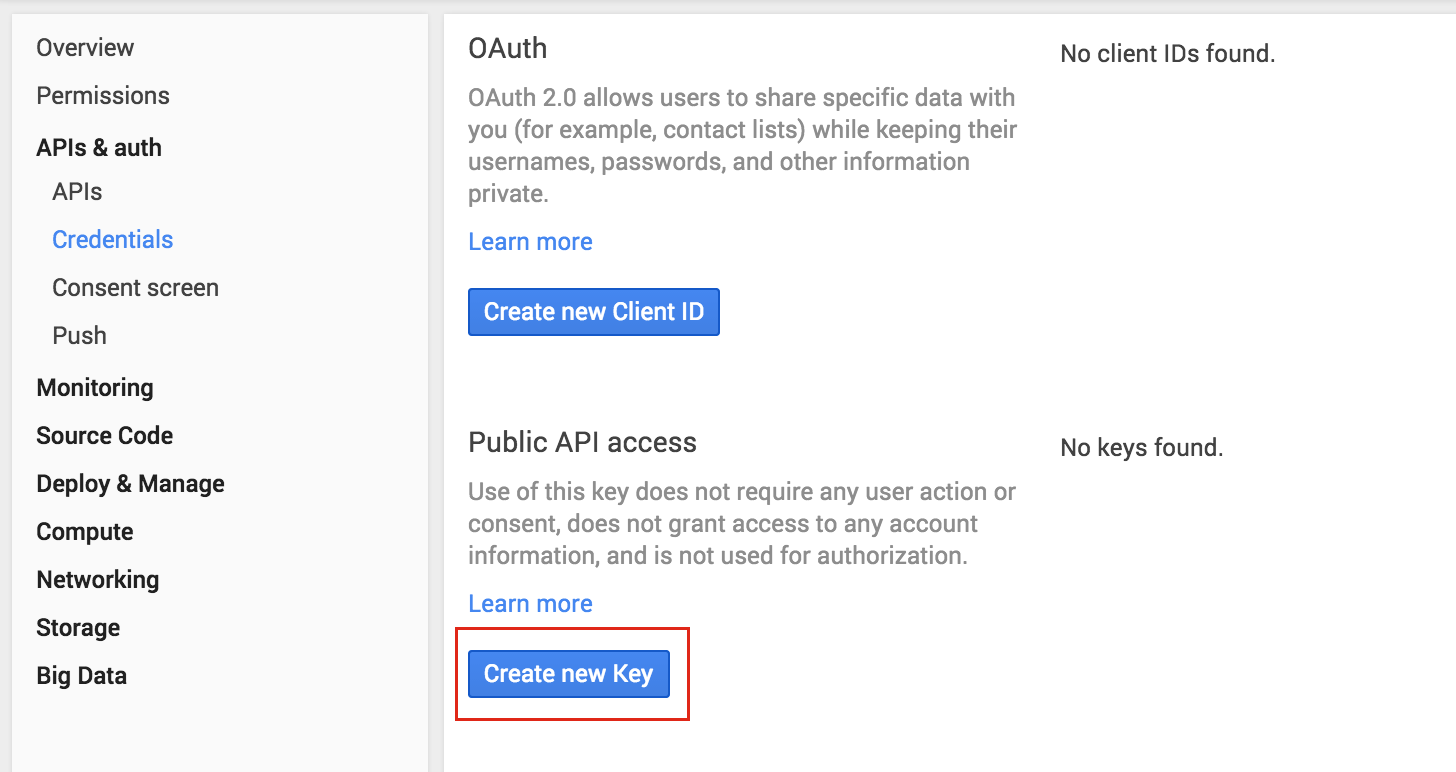 Overview
Permissions
APIs & auth
APIs
Credentials
Consent screen
Push
Monitoring
Source Code
Deploy & Manage
Compute
Networking
Storage
Big Data
OAuth
OAuth 2.0 allows users to share specific data with
you (for example, contact lists) while keeping their
usernames, passwords, and other information
private.
Learn more
Create new Client ID
No client IDs found.
Public API access
Use of this key does not require any user action or
consent, does not grant access to any account
information, and is not used for authorization.
Learn more
Create new Key
No keys found.